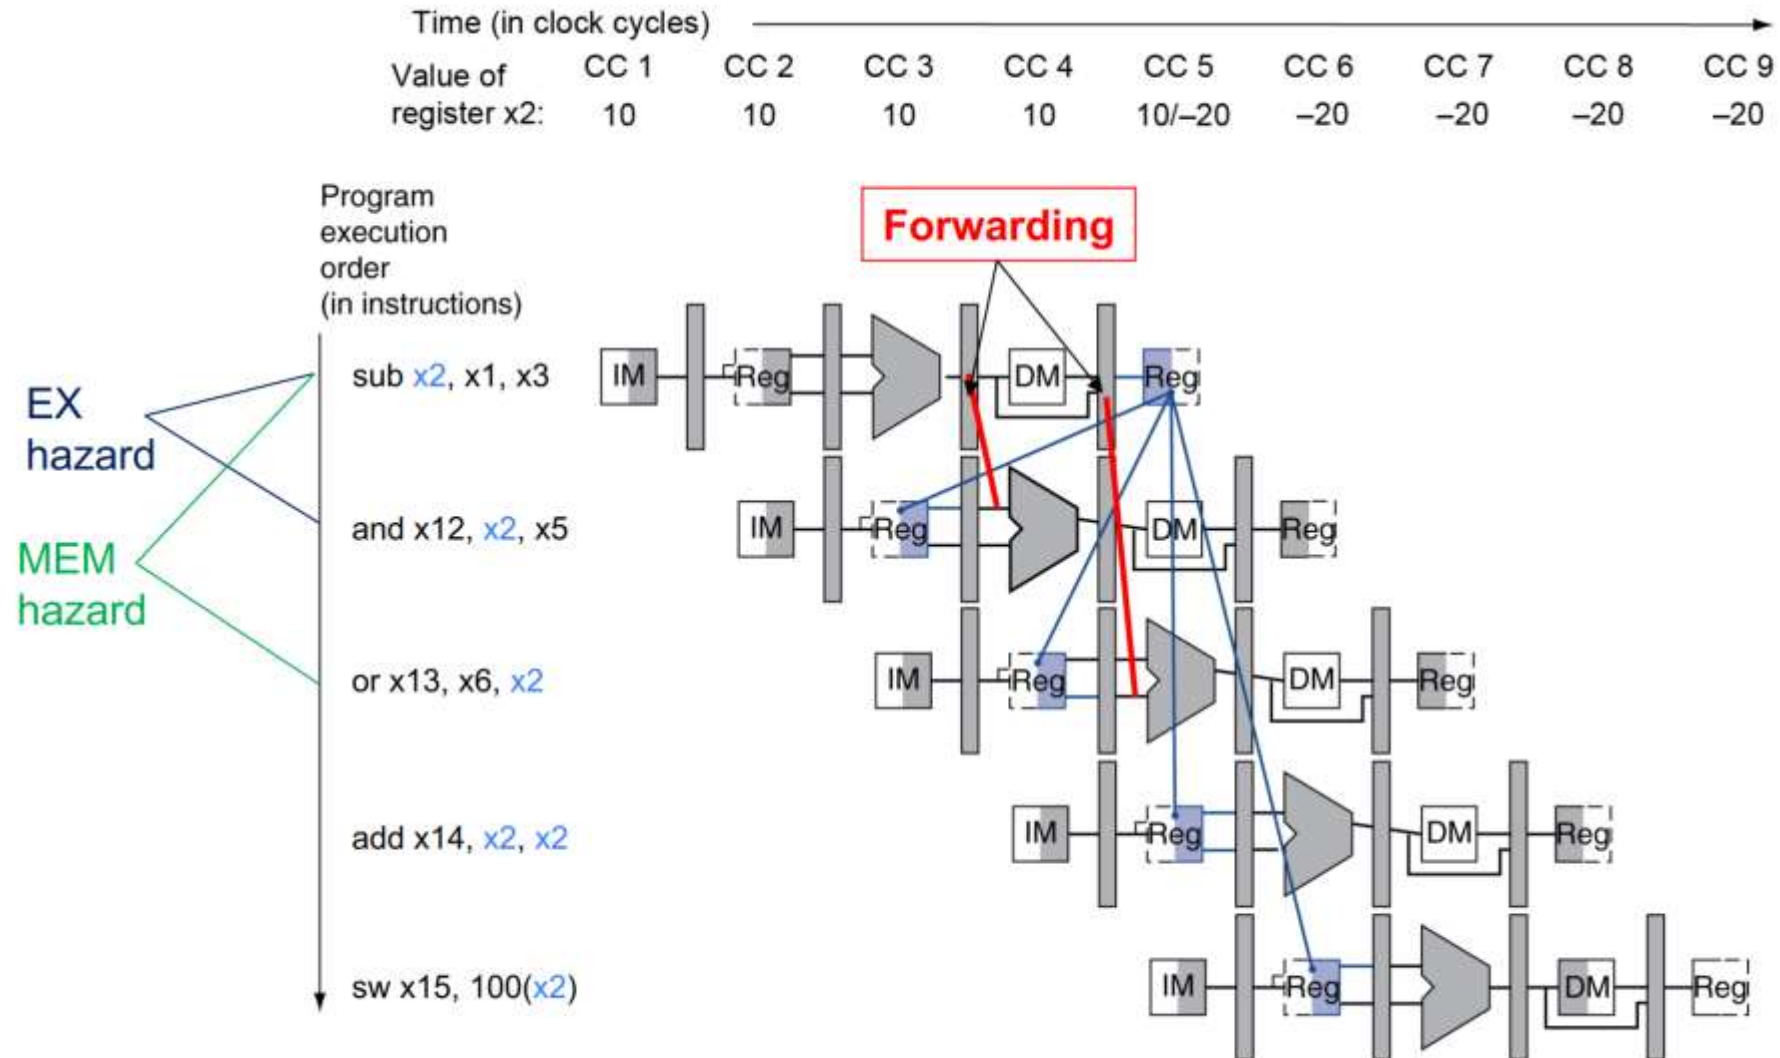 Time (in clock cycles)
Value of register x2:
CC 1 CC 2 CC 3 CC 4 CC 5 CC 6 CC 7 CC 8 CC 9
10 10 10 10 10/–20 –20 –20 –20 –20
Program
execution
order
(in instructions)
Forwarding
EX
hazard
MEM
hazard
sub x2, x1, x3
IM Reg DM Reg
and x12, x2, x5
IM Reg DM Reg
or x13, x6, x2
IM Reg DM Reg
add x14, x2, x2
IM Reg DM Reg
sw x15, 100(x2)
IM Reg DM Reg